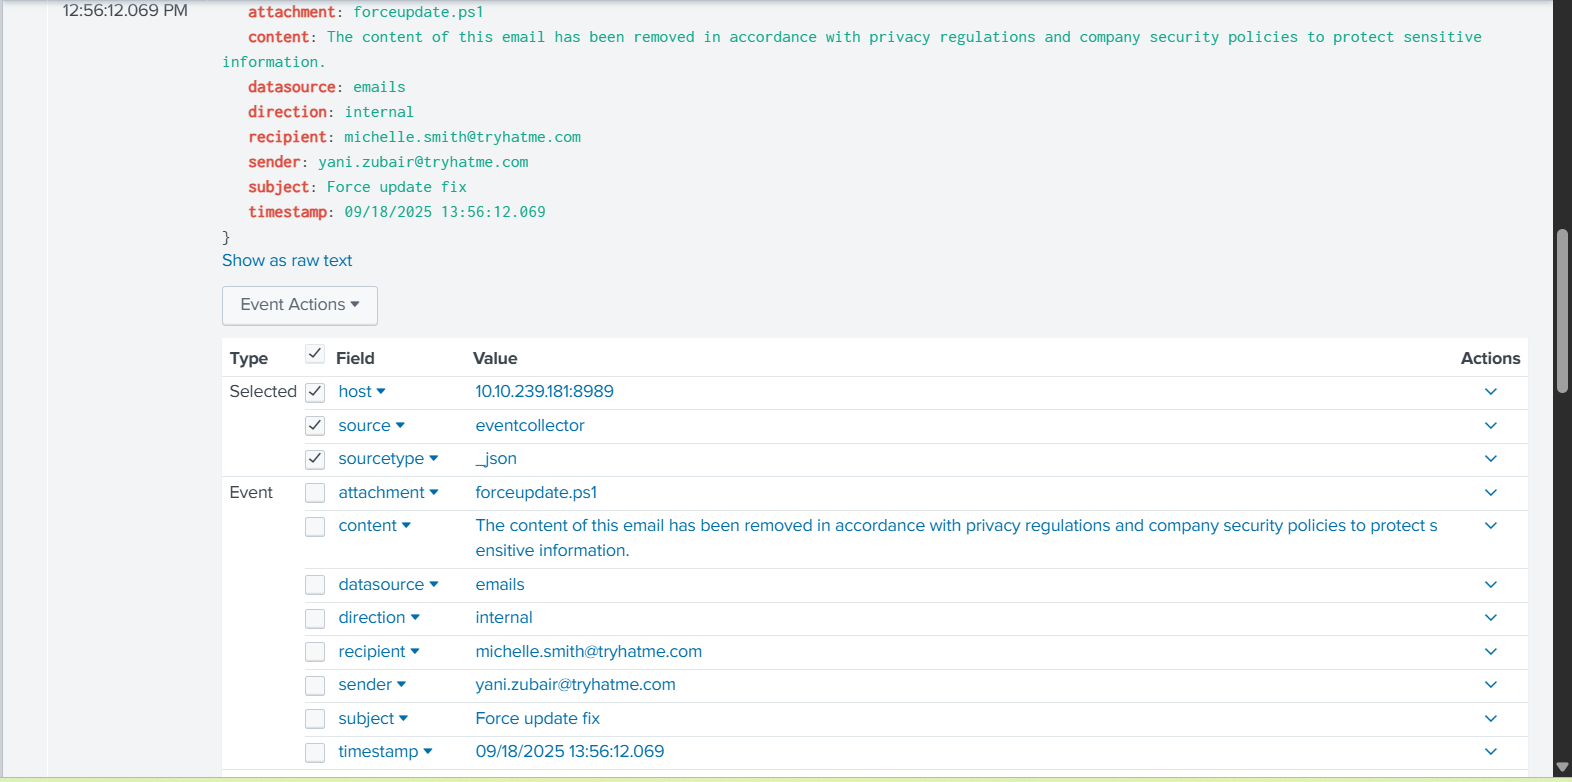 12:56:12.069 PM
attachment: forceupdate.ps1
content: The content of this email has been removed in accordance with privacy regulations and company security policies to protect sensitive
information.
datasource: emails
direction: internal
recipient: michelle.smith@tryhatme.com
sender: yani.zubair@tryhatme.com
subject: Force update fix
timestamp: 09/18/2025 13:56:12.069
}
Show as raw text
Event Actions
Type Field Value Actions
Selected host 10.10.239.181:8989
source eventcollector
sourcetype _json
Event attachment forceupdate.ps1
content The content of this email has been removed in accordance with privacy regulations and company security policies to protect s
ensitive information.
datasource emails
direction internal
recipient michelle.smith@tryhatme.com
sender yani.zubair@tryhatme.com
subject Force update fix
timestamp 09/18/2025 13:56:12.069